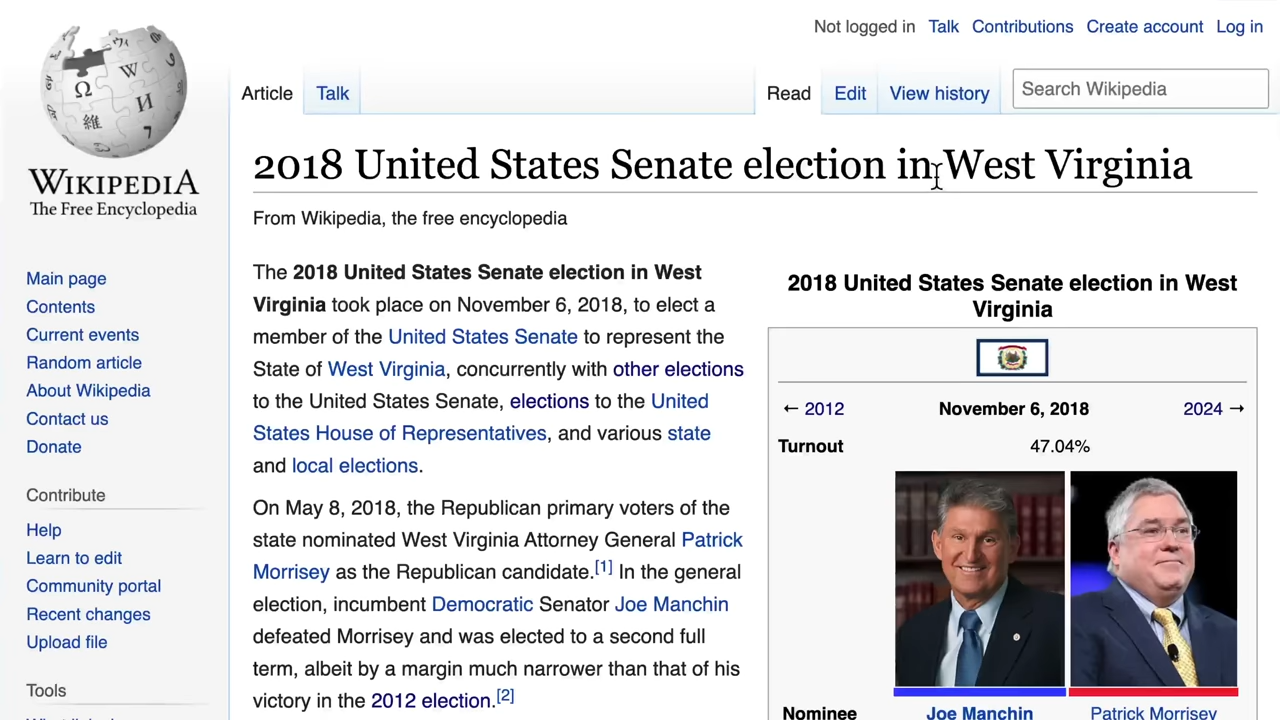 Not logged in Talk Contributions Create account Log in
Article Talk Read Edit View history Search Wikipedia
WIKIPEDIA
The Free Encyclopedia
Main page
Contents
Current events
Random article
About Wikipedia
Contact us
Donate
Contribute
Help
Learn to edit
Community portal
Recent changes
Upload file
Tools
2018 United States Senate election in West Virginia
From Wikipedia, the free encyclopedia
The 2018 United States Senate election in West
Virginia took place on November 6, 2018, to elect a
member of the United States Senate to represent the
State of West Virginia, concurrently with other elections
to the United States Senate, elections to the United
States House of Representatives, and various state
and local elections.
On May 8, 2018, the Republican primary voters of the
state nominated West Virginia Attorney General Patrick
Morrisey as the Republican candidate.[1] In the general
election, incumbent Democratic Senator Joe Manchin
defeated Morrisey and was elected to a second full
term, albeit by a margin much narrower than that of his
victory in the 2012 election.[2]
2018 United States Senate election in West
Virginia
← 2012 November 6, 2018 2024 →
Turnout 47.04%
Nominee Joe Manchin Patrick Morrisey